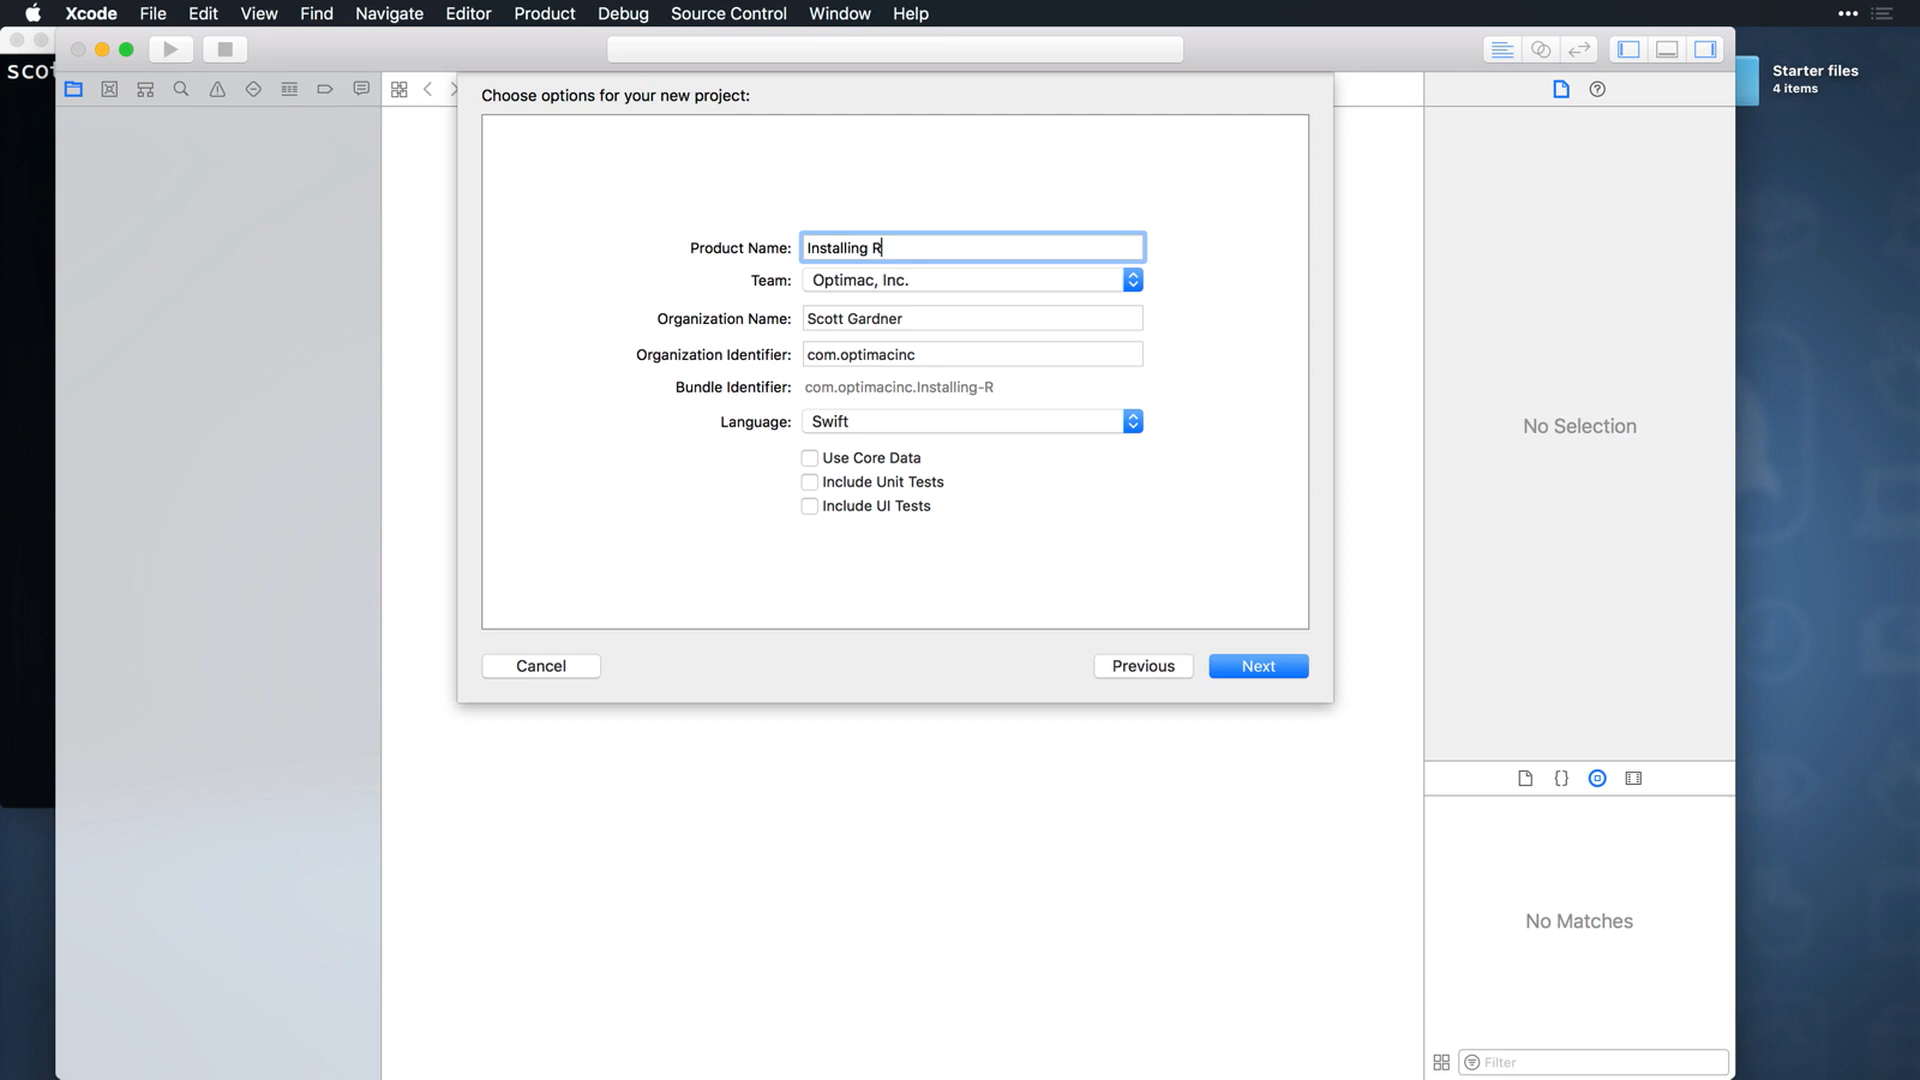 Xcode File Edit View Find Navigate Editor Product Debug Source Control Window Help
scot
Starter files
4 items
Choose options for your new project:
Product Name: Installing R
Team: Optimac, Inc.
Organization Name: Scott Gardner
Organization Identifier: com.optimacinc
Bundle Identifier: com.optimacinc.Installing-R
Language: Swift
Use Core Data
Include Unit Tests
Include UI Tests
Cancel Previous Next
No Selection
No Matches
Filter